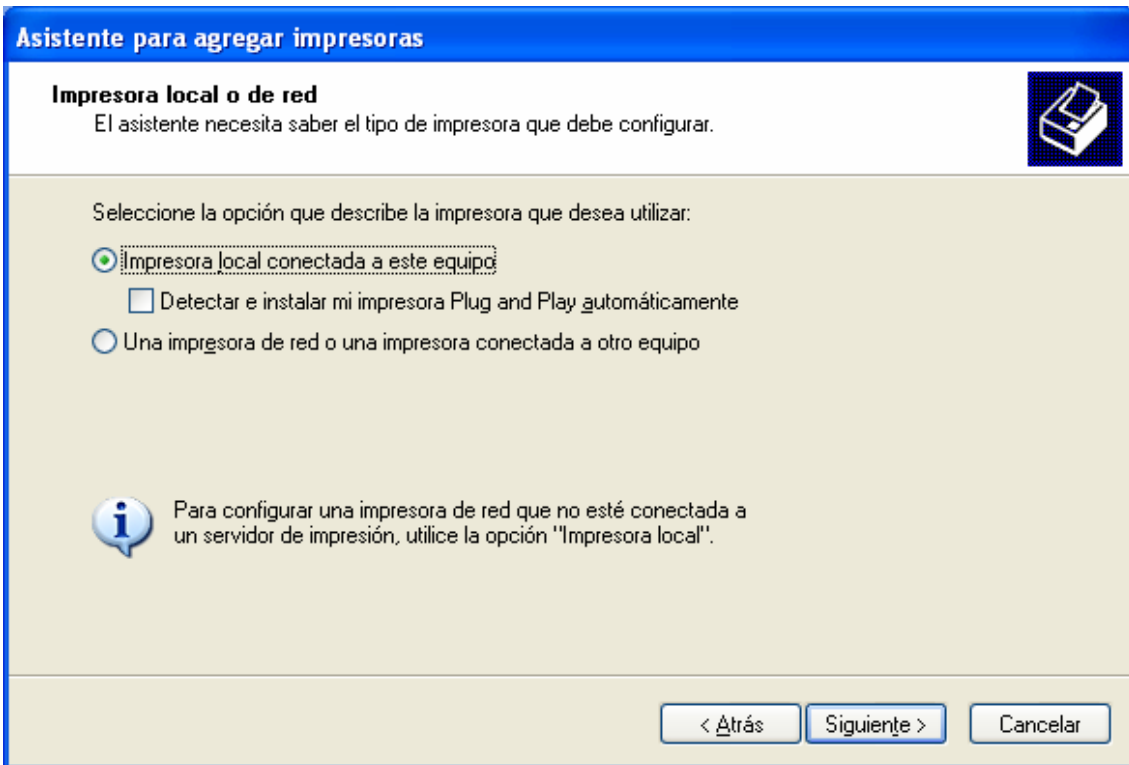 Asistente para agregar impresoras
Impresora local o de red
El asistente necesita saber el tipo de impresora que debe configurar.
Seleccione la opción que describe la impresora que desea utilizar:
Impresora local conectada a este equipo
Detectar e instalar mi impresora Plug and Play automáticamente
Una impresora de red o una impresora conectada a otro equipo
Para configurar una impresora de red que no esté conectada a
un servidor de impresión, utilice la opción "Impresora local".
< Atrás Siguiente > Cancelar